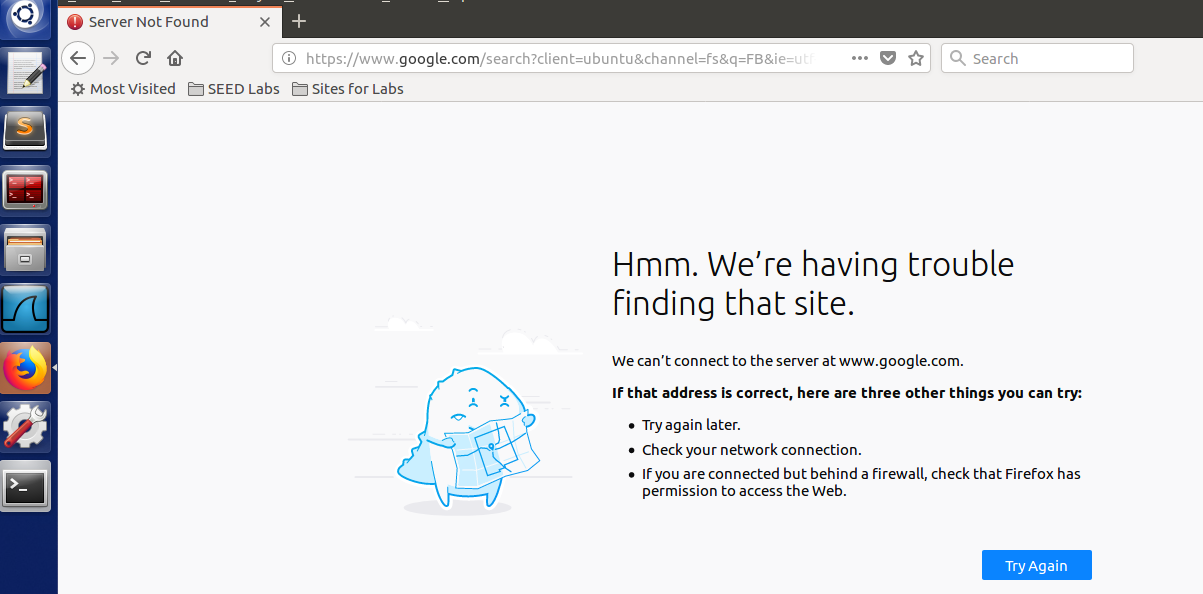 Server Not Found
https://www.google.com/search?client=ubuntu&channel=fs&q=FB&ie=utf
Search
Most Visited SEED Labs Sites for Labs
Hmm. We’re having trouble
finding that site.
We can’t connect to the server at www.google.com.
If that address is correct, here are three other things you can try:
Try again later.
Check your network connection.
If you are connected but behind a firewall, check that Firefox has
permission to access the Web.
Try Again